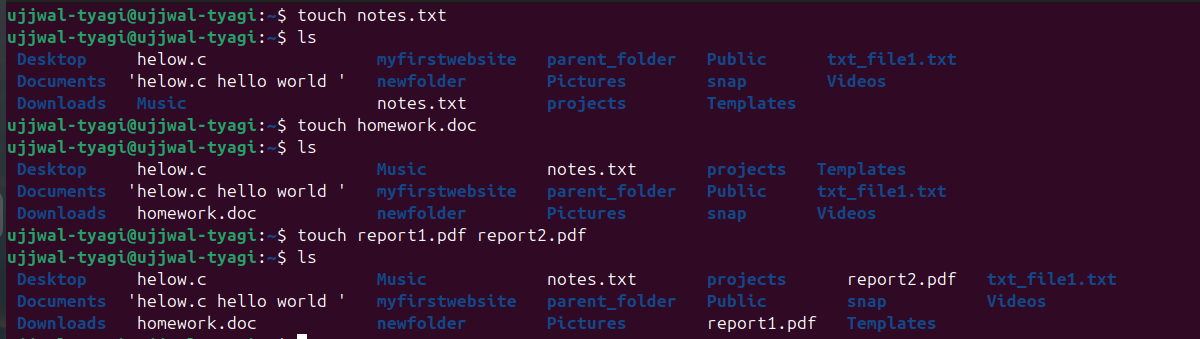 ujjwal-tyagi@ujjwal-tyagi:~$ touch notes.txt
ujjwal-tyagi@ujjwal-tyagi:~$ ls
Desktop helow.c myfirstwebsite parent_folder Public txt_file1.txt
Documents 'helow.c hello world ' newfolder Pictures snap Videos
Downloads Music notes.txt projects Templates
ujjwal-tyagi@ujjwal-tyagi:~$ touch homework.doc
ujjwal-tyagi@ujjwal-tyagi:~$ ls
Desktop helow.c Music notes.txt projects Templates
Documents 'helow.c hello world ' myfirstwebsite parent_folder Public txt_file1.txt
Downloads homework.doc newfolder Pictures snap Videos
ujjwal-tyagi@ujjwal-tyagi:~$ touch report1.pdf report2.pdf
ujjwal-tyagi@ujjwal-tyagi:~$ ls
Desktop helow.c Music notes.txt projects report2.pdf txt_file1.txt
Documents 'helow.c hello world ' myfirstwebsite parent_folder Public snap Videos
Downloads homework.doc newfolder Pictures report1.pdf Templates
ujjwal-tyagi@ujjwal-tyagi:~$